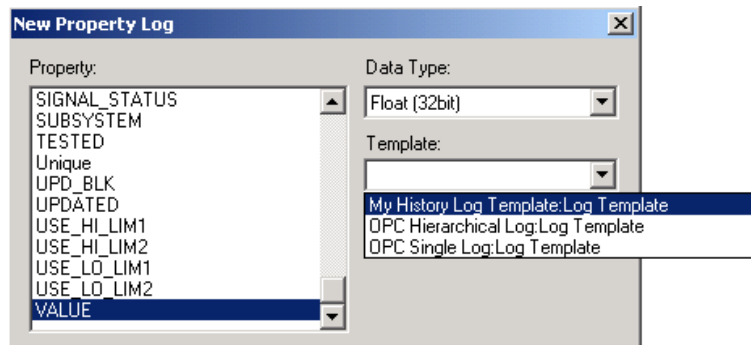 New Property Log
Property:
SIGNAL_STATUS
SUBSYSTEM
TESTED
Unique
UPD_BLK
UPDATED
USE_HI_LIM1
USE_HI_LIM2
USE_LO_LIM1
USE_LO_LIM2
VALUE
Data Type:
Float (32bit)
Template:
My History Log Template:Log Template
OPC Hierarchical Log:Log Template
OPC Single Log:Log Template